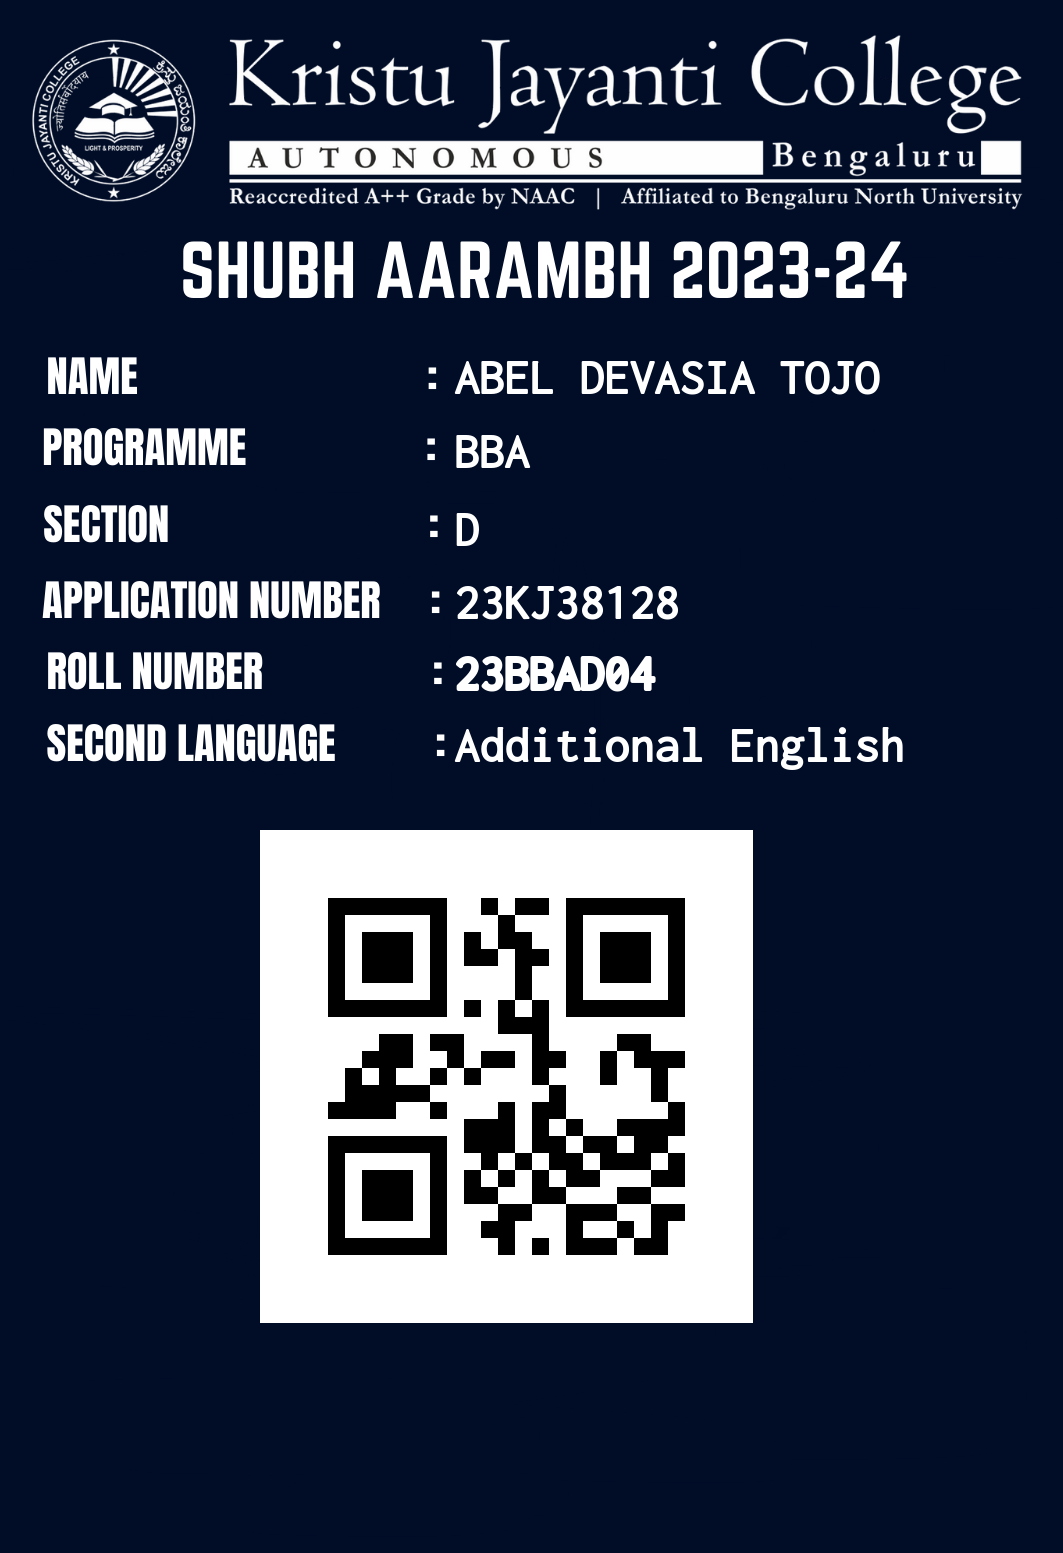 Kristu Jayanti College
AUTONOMOUS Bengaluru
Reaccredited A++ Grade by NAAC | Affiliated to Bengaluru North University
KRISTU JAYANTI COLLEGE
LIGHT & PROSPERITY
SHUBH AARAMBH 2023-24
NAME : ABEL DEVASIA TOJO
PROGRAMME : BBA
SECTION : D
APPLICATION NUMBER : 23KJ38128
ROLL NUMBER : 23BBAD04
SECOND LANGUAGE : Additional English